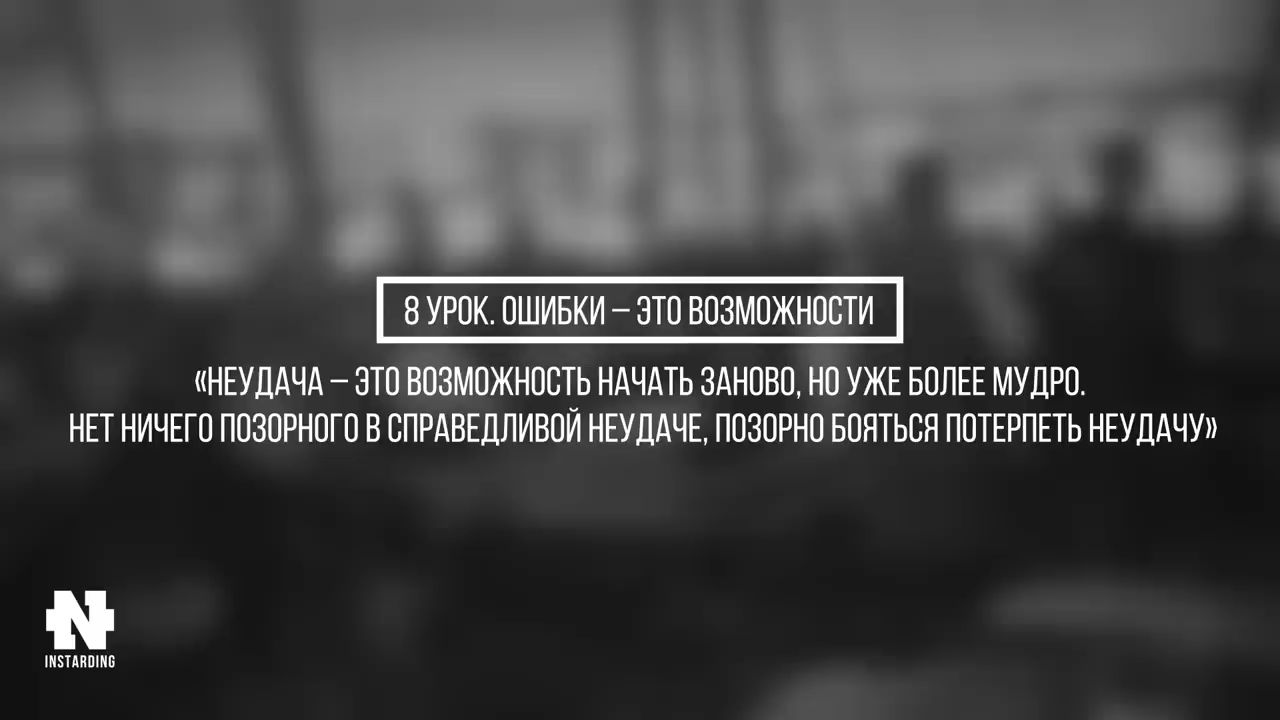 8 УРОК. ОШИБКИ – ЭТО ВОЗМОЖНОСТИ
«НЕУДАЧА – ЭТО ВОЗМОЖНОСТЬ НАЧАТЬ ЗАНОВО, НО УЖЕ БОЛЕЕ МУДРО.
НЕТ НИЧЕГО ПОЗОРНОГО В СПРАВЕДЛИВОЙ НЕУДАЧЕ, ПОЗОРНО БОЯТЬСЯ ПОТЕРПЕТЬ НЕУДАЧУ»
N
INSTARDING